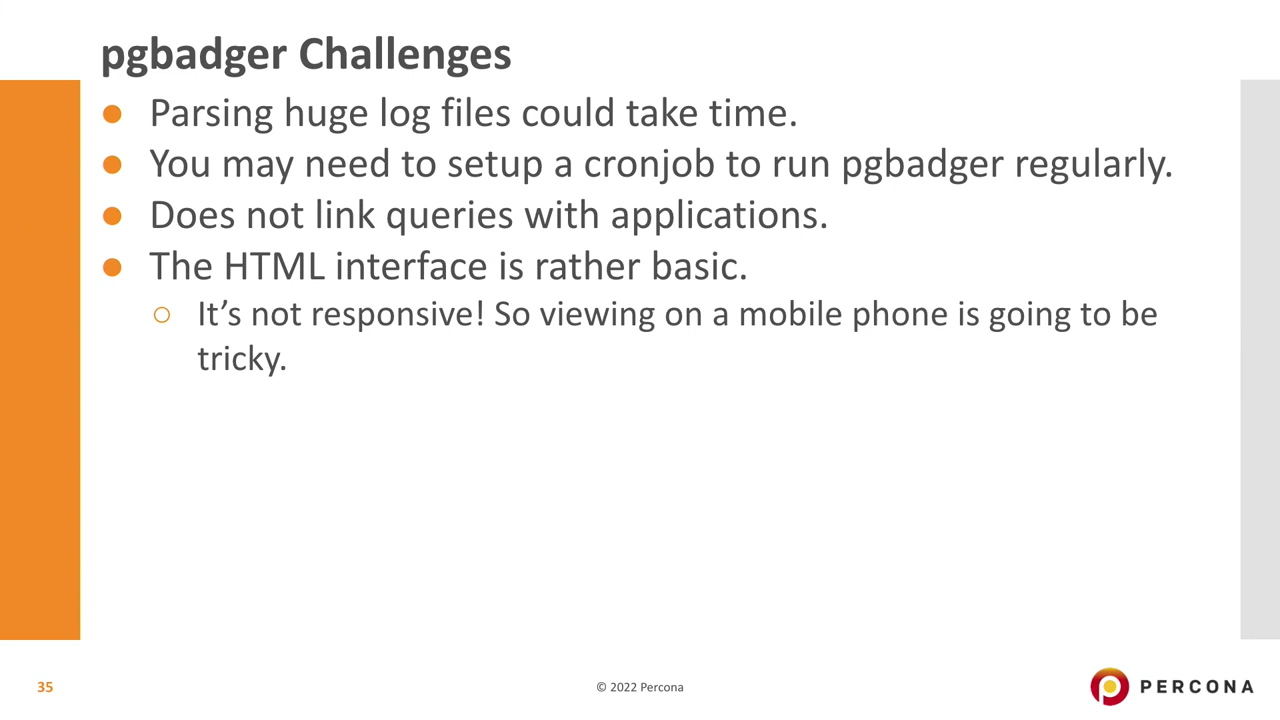 pgbadger Challenges
● Parsing huge log files could take time.
● You may need to setup a cronjob to run pgbadger regularly.
● Does not link queries with applications.
● The HTML interface is rather basic.
○ It’s not responsive! So viewing on a mobile phone is going to be
tricky.
35
© 2022 Percona
PERCONA